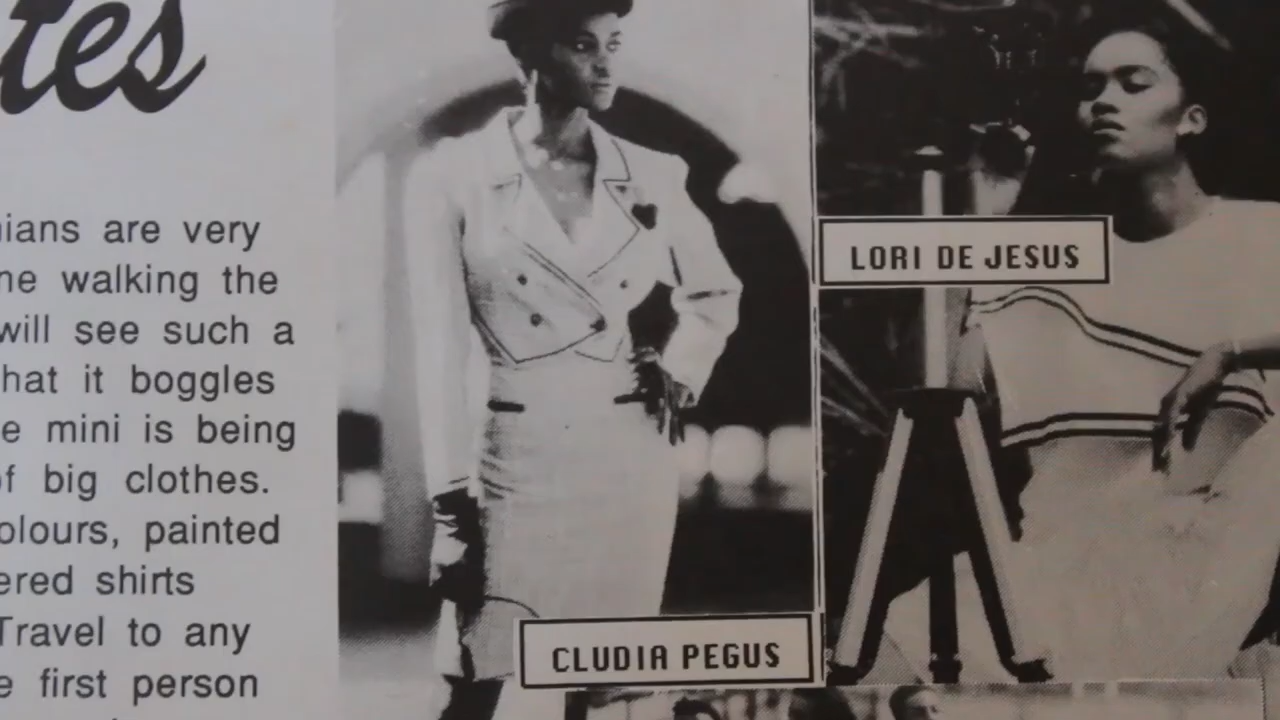 tes
nians are very
ne walking the
will see such a
hat it boggles
e mini is being
of big clothes.
olours, painted
ered shirts
Travel to any
e first person
LORI DE JESUS
CLUDIA PEGUS